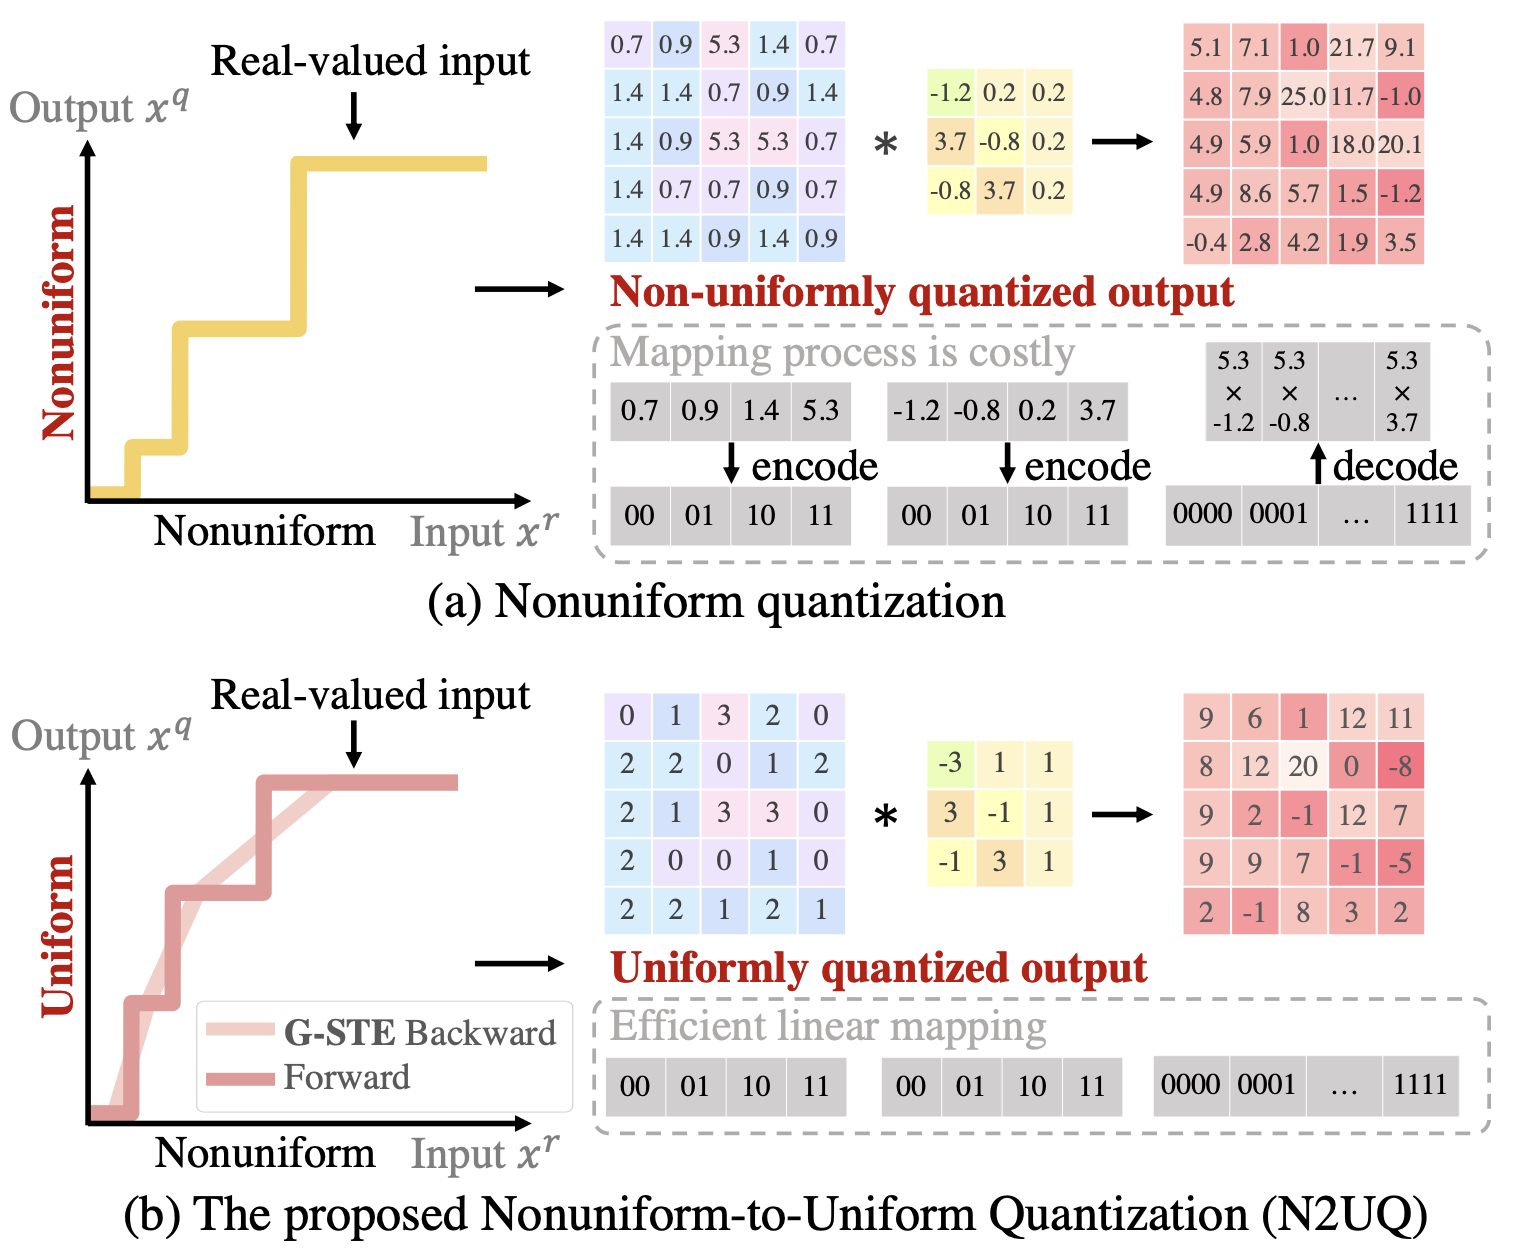 Real-valued input
Output x^q
Nonuniform
Nonuniform
Input x^r
0.7 0.9 5.3 1.4 0.7
1.4 1.4 0.7 0.9 1.4
1.4 0.9 5.3 5.3 0.7
1.4 0.7 0.7 0.9 0.7
1.4 1.4 0.9 1.4 0.9
*
-1.2 0.2 0.2
3.7 -0.8 0.2
-0.8 3.7 0.2
5.1 7.1 1.0 21.7 9.1
4.8 7.9 25.0 11.7 -1.0
4.9 5.9 1.0 18.0 20.1
4.9 8.6 5.7 1.5 -1.2
-0.4 2.8 4.2 1.9 3.5
Non-uniformly quantized output
Mapping process is costly
0.7 0.9 1.4 5.3
encode
00 01 10 11
-1.2 -0.8 0.2 3.7
encode
00 01 10 11
5.3 5.3 5.3
× × ... ×
-1.2 -0.8 3.7
decode
0000 0001 ... 1111
(a) Nonuniform quantization
Real-valued input
Output x^q
Uniform
G-STE Backward
Forward
Nonuniform
Input x^r
0 1 3 2 0
2 2 0 1 2
2 1 3 3 0
2 0 0 1 0
2 2 1 2 1
*
-3 1 1
3 -1 1
-1 3 1
9 6 1 12 11
8 12 20 0 -8
9 2 -1 12 7
9 9 7 -1 -5
2 -1 8 3 2
Uniformly quantized output
Efficient linear mapping
00 01 10 11
00 01 10 11
0000 0001 ... 1111
(b) The proposed Nonuniform-to-Uniform Quantization (N2UQ)